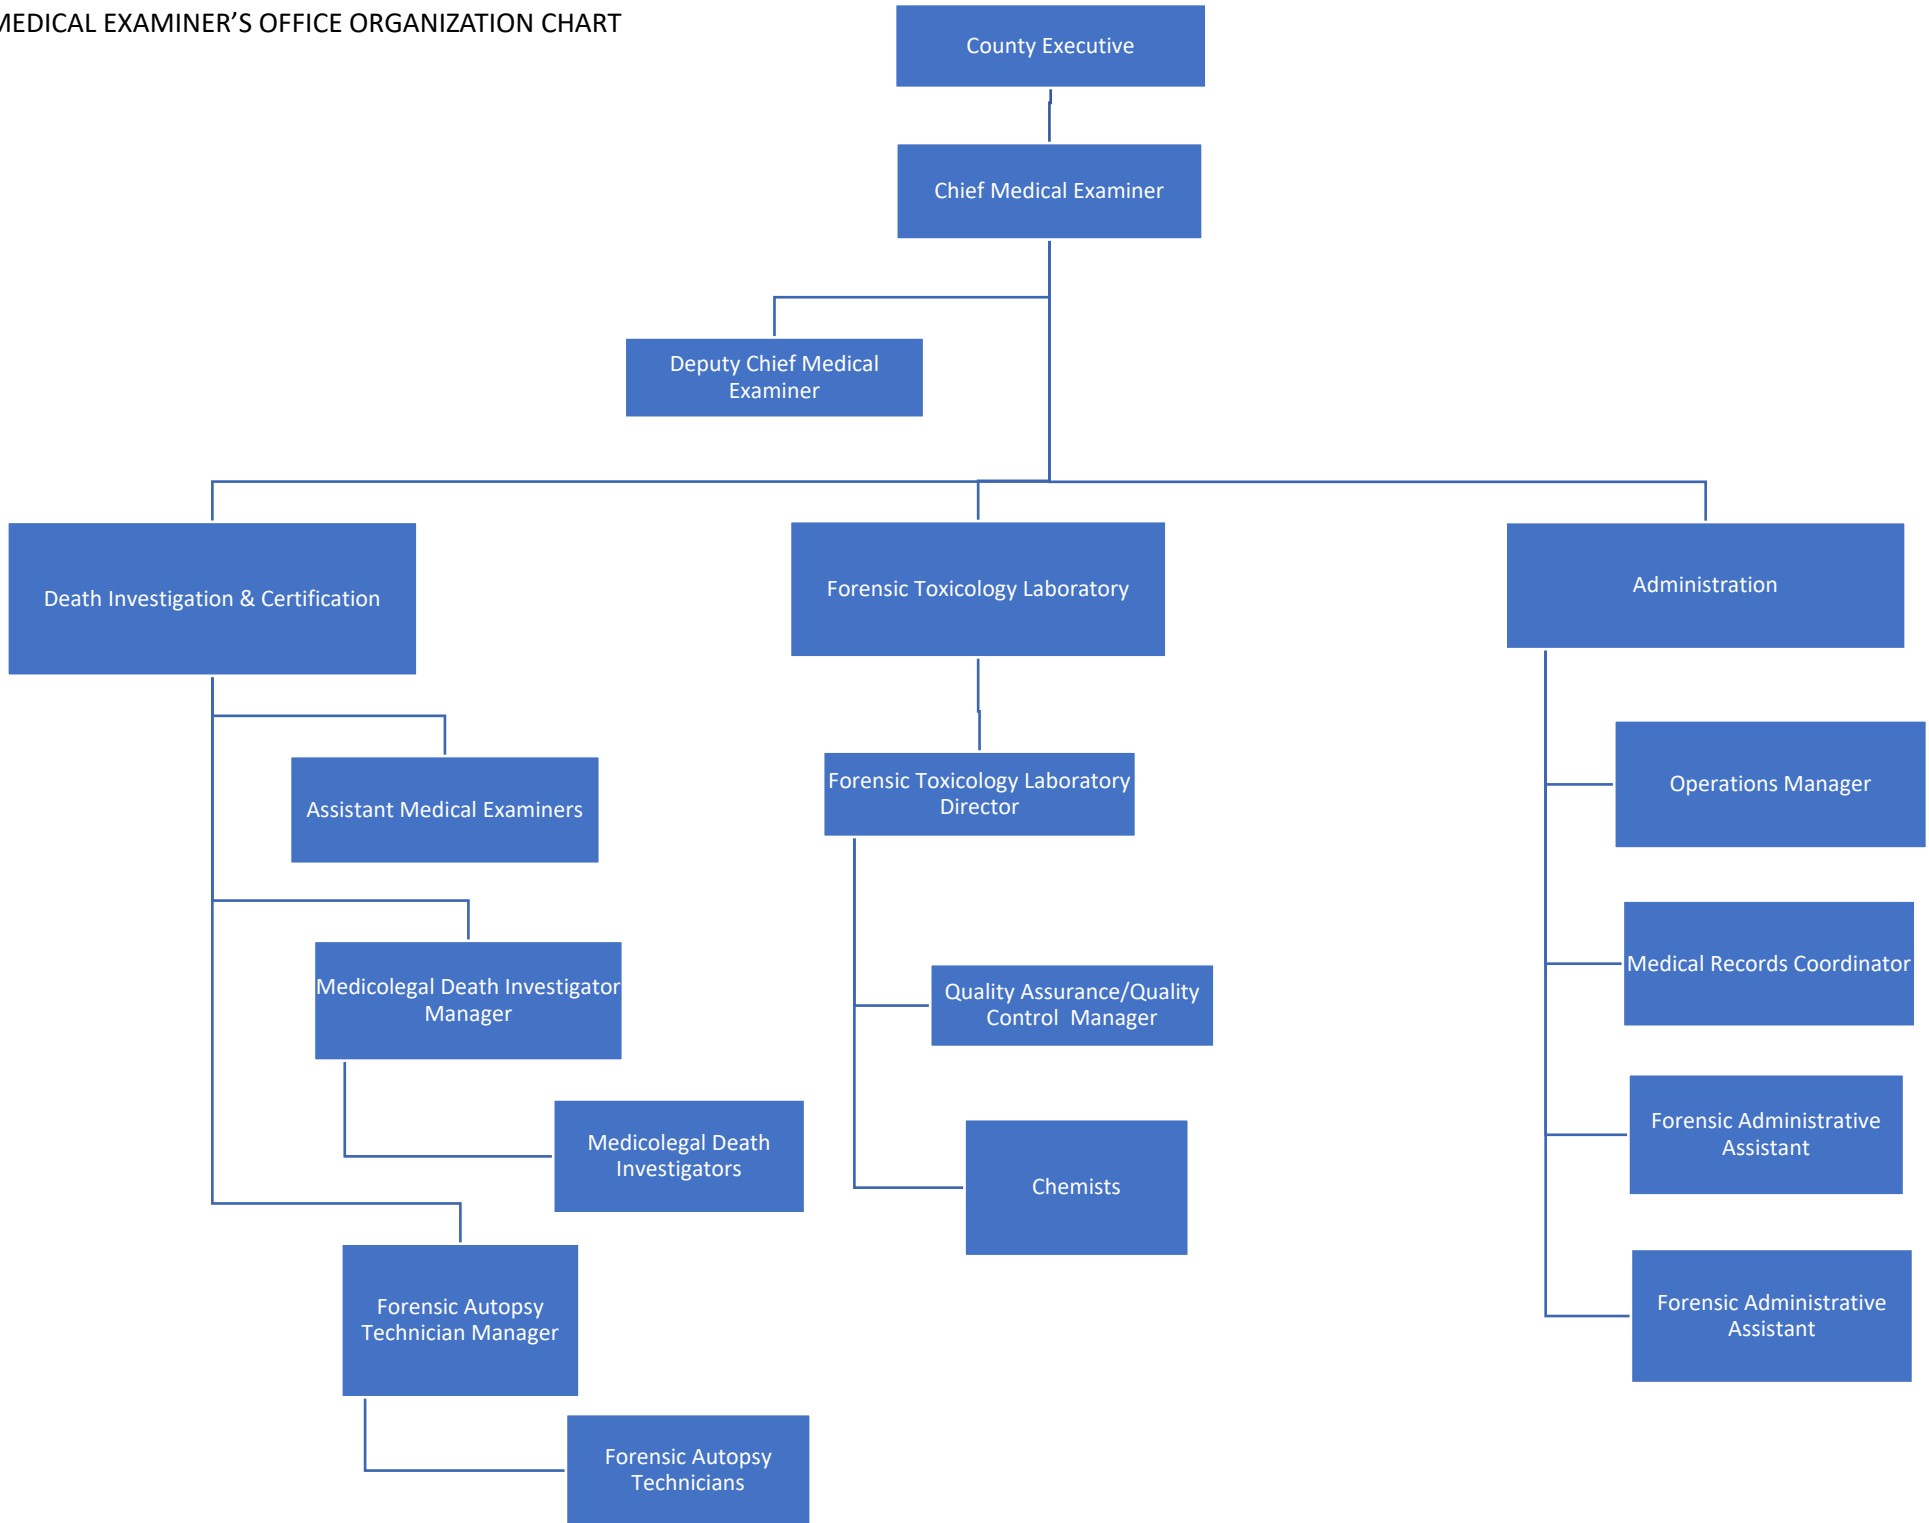 MEDICAL EXAMINER’S OFFICE ORGANIZATION CHART
County Executive
Chief Medical Examiner
Deputy Chief Medical
Examiner
Death Investigation & Certification
Forensic Toxicology Laboratory
Administration
Assistant Medical Examiners
Medicolegal Death Investigator
Manager
Medicolegal Death
Investigators
Forensic Autopsy
Technician Manager
Forensic Autopsy
Technicians
Forensic Toxicology Laboratory
Director
Quality Assurance/Quality
Control  Manager
Chemists
Operations Manager
Medical Records Coordinator
Forensic Administrative
Assistant
Forensic Administrative
Assistant